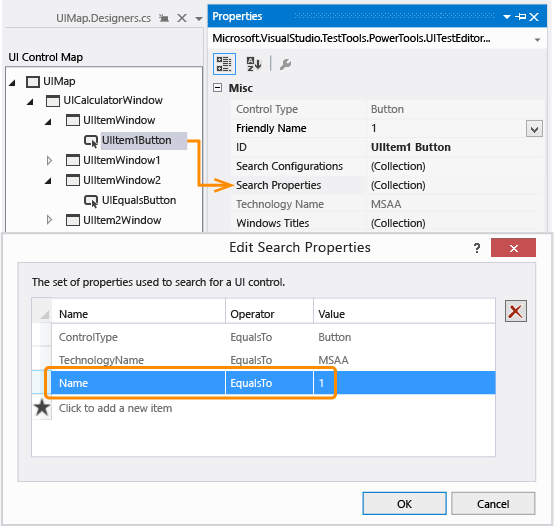 UIMap.Designers.cs
UI Control Map
UIMap
UICalculatorWindow
UIItemWindow
UIItem1Button
UIItemWindow1
UIItemWindow2
UIEqualsButton
UIItem2Window
Properties
Microsoft.VisualStudio.TestTools.PowerTools.UITestEditor...
Misc
Control Type Button
Friendly Name 1
ID UIItem1 Button
Search Configurations (Collection)
Search Properties (Collection)
Technology Name MSAA
Windows Titles (Collection)
Edit Search Properties
?
The set of properties used to search for a UI control.
Name Operator Value
ControlType EqualsTo Button
TechnologyName EqualsTo MSAA
Name EqualsTo 1
Click to add a new item
OK Cancel